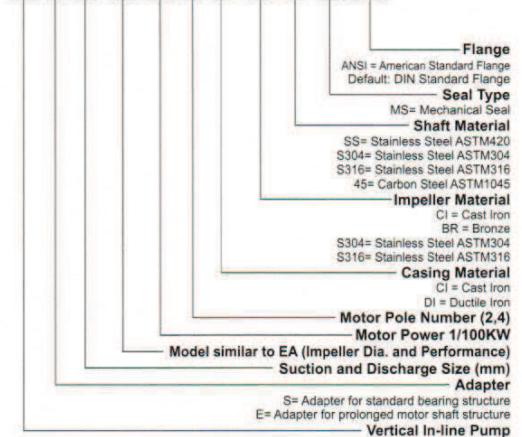 Flange
ANSI = American Standard Flange
Default: DIN Standard Flange
Seal Type
MS= Mechanical Seal
Shaft Material
SS= Stainless Steel ASTM420
S304= Stainless Steel ASTM304
S316= Stainless Steel ASTM316
45= Carbon Steel ASTM1045
Impeller Material
CI = Cast Iron
BR = Bronze
S304= Stainless Steel ASTM304
S316= Stainless Steel ASTM316
Casing Material
CI = Cast Iron
DI = Ductile Iron
Motor Pole Number (2,4)
Motor Power 1/100KW
Model similar to EA (Impeller Dia. and Performance)
Suction and Discharge Size (mm)
Adapter
S= Adapter for standard bearing structure
E= Adapter for prolonged motor shaft structure
Vertical In-line Pump